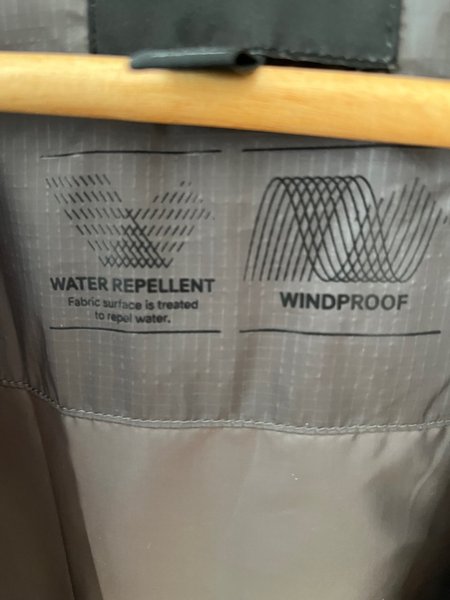 WATER REPELLENT
Fabric surface is treated
to repel water.
WINDPROOF